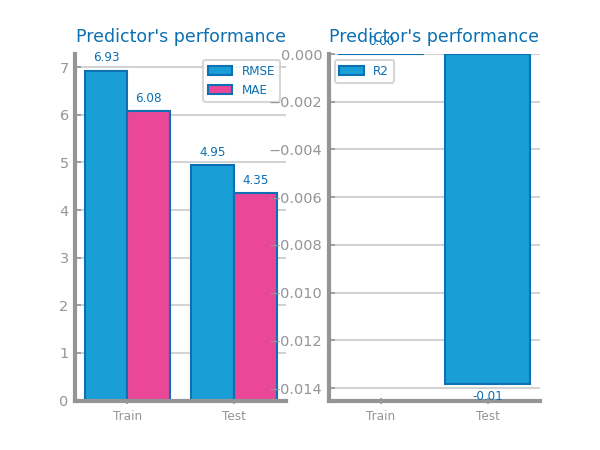 Predictor's performance
7
6
5
4
3
2
1
0
6.93
6.08
4.95
4.35
RMSE
MAE
Train
Test
Predictor's performance
0.000
−0.002
−0.004
−0.006
−0.008
−0.010
−0.012
−0.014
0.00
R2
-0.01
Train
Test